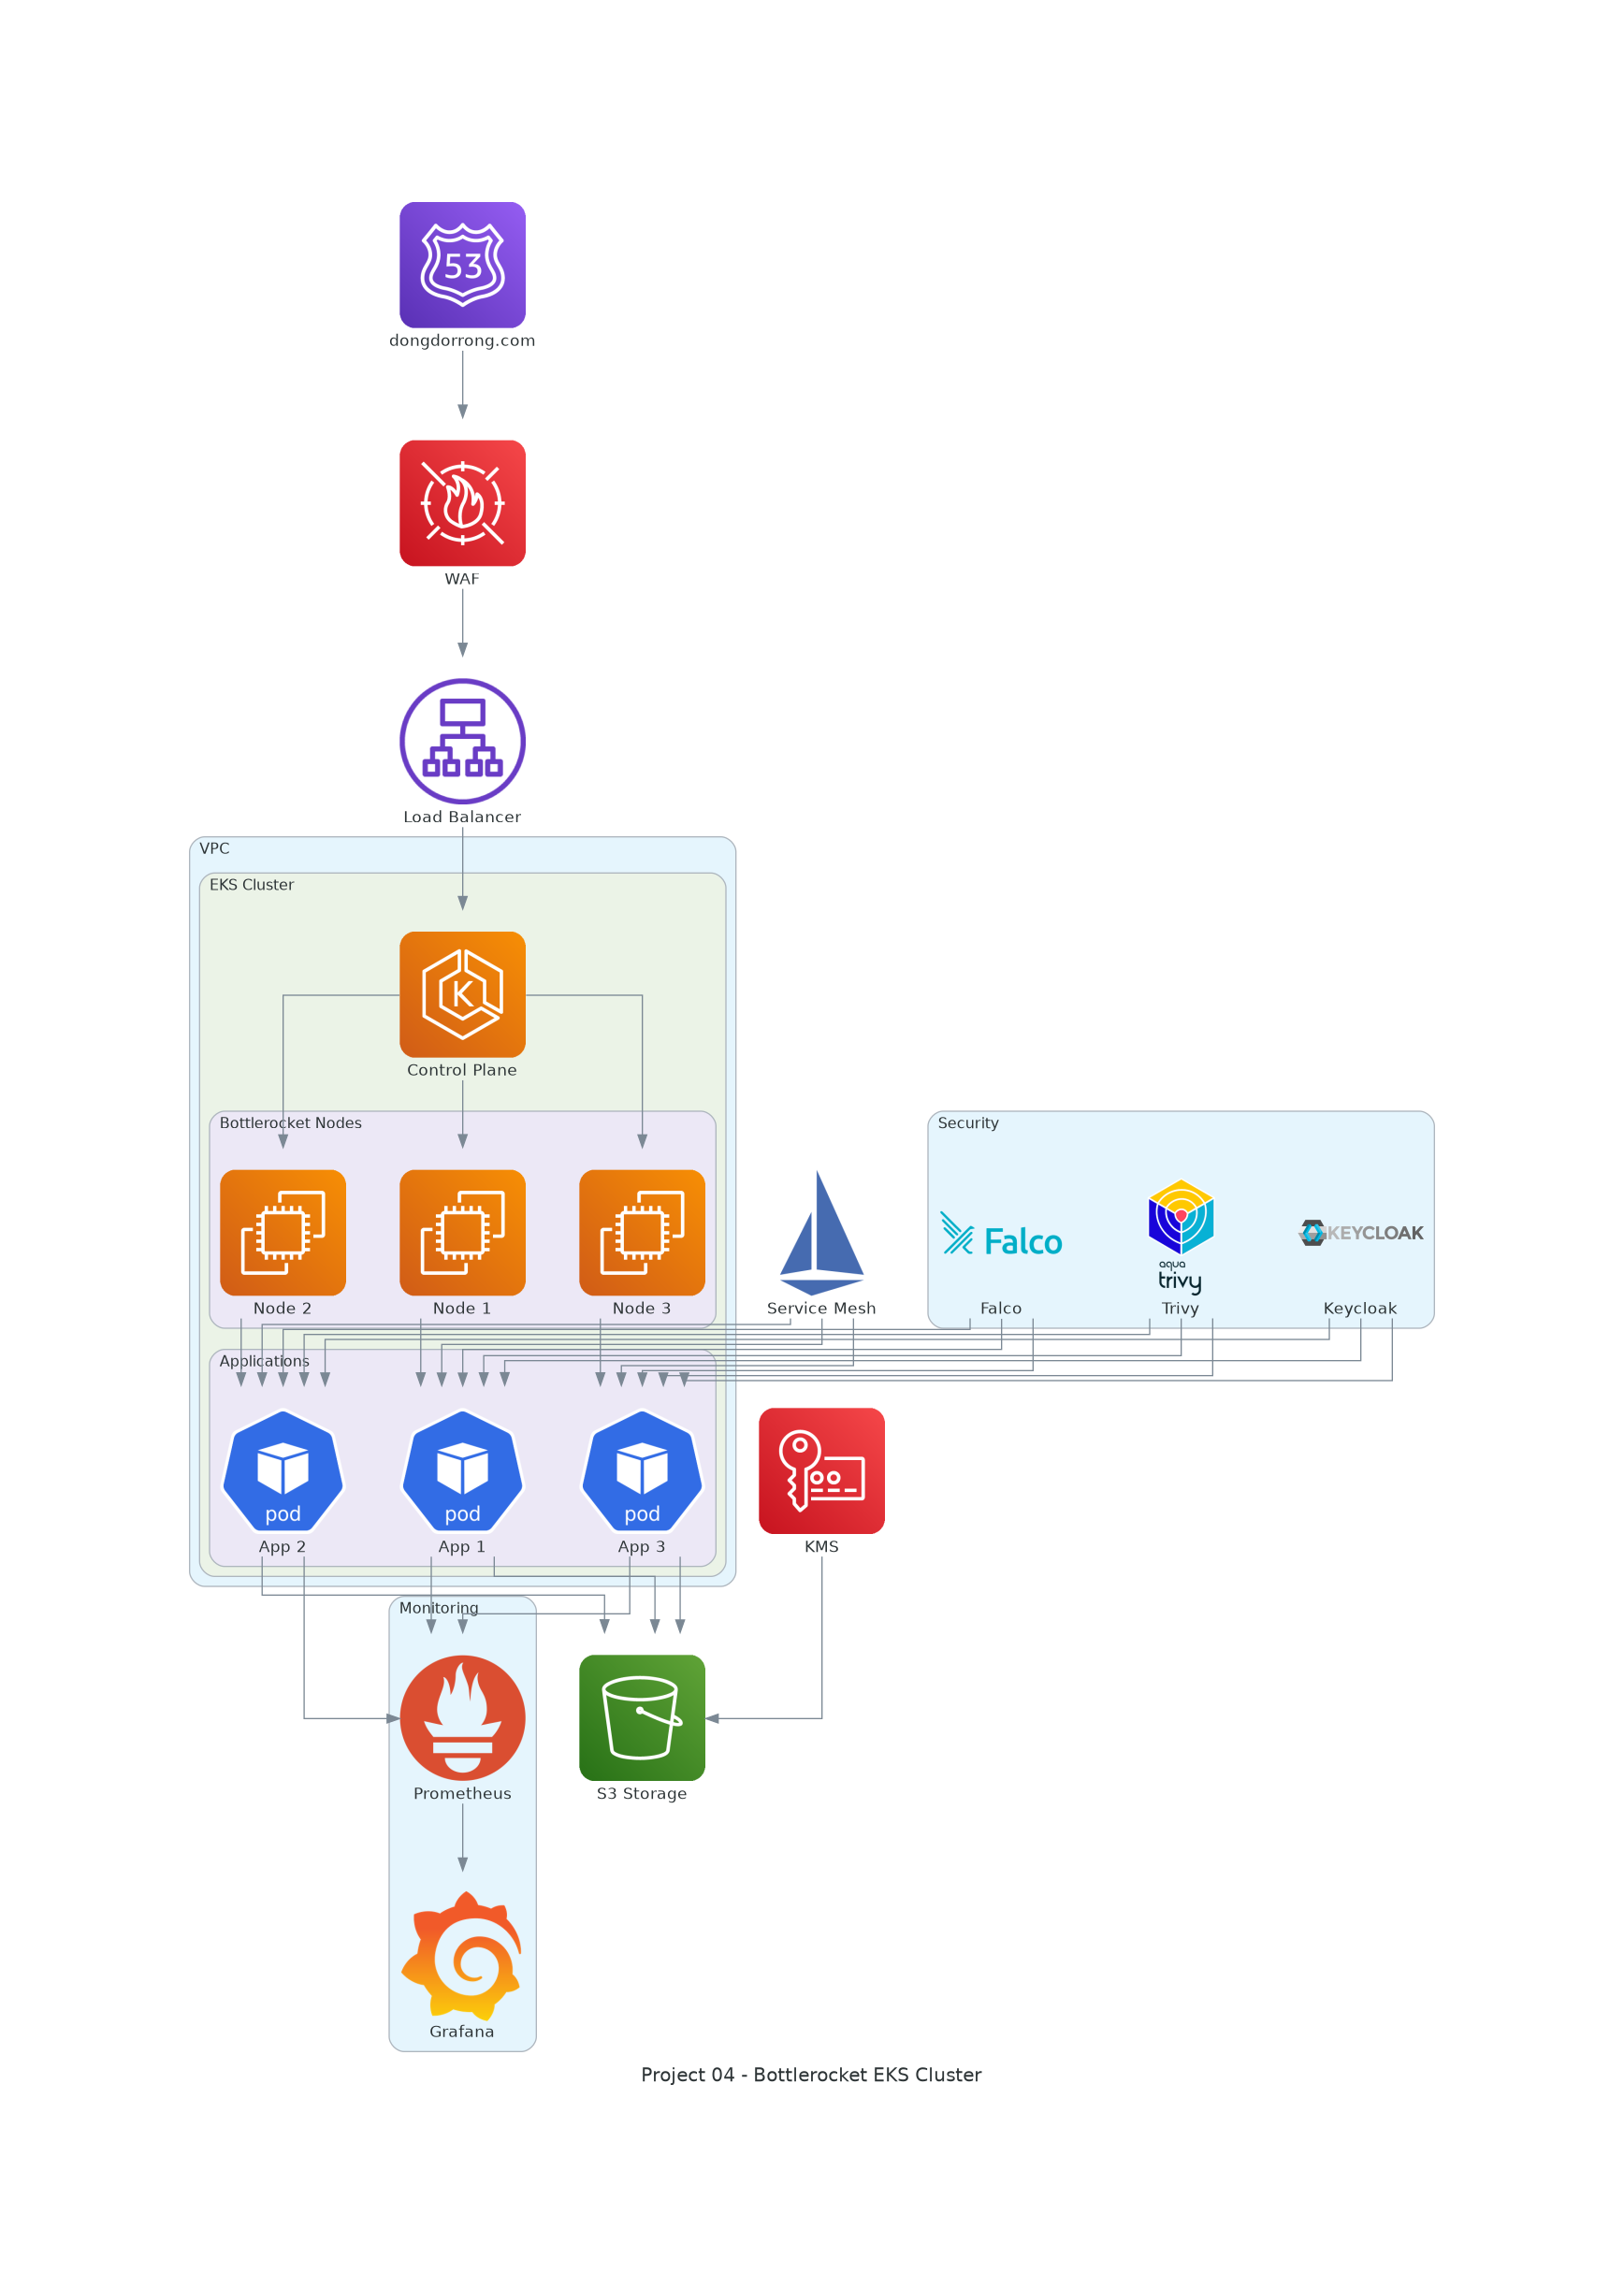 53
dongdorrong.com
WAF
Load Balancer
VPC
EKS Cluster
K
Control Plane
Bottlerocket Nodes
Security
Falco
aqua
trivy
KEYCLOAK
Node 2
Node 1
Node 3
Service Mesh
Falco
Trivy
Keycloak
Applications
pod
pod
pod
App 2
App 1
App 3
KMS
Monitoring
Prometheus
S3 Storage
Grafana
Project 04 - Bottlerocket EKS Cluster